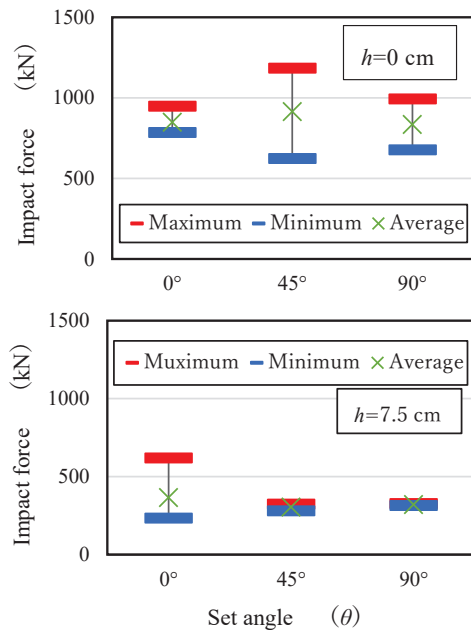 1500
h=0 cm
(kN)
1000
Impact force
500
Maximum Minimum Average
0
0° 45° 90°
1500
Muximum Minimum Average
(kN)
1000
h=7.5 cm
Impact force
500
0
0° 45° 90°
Set angle (θ)